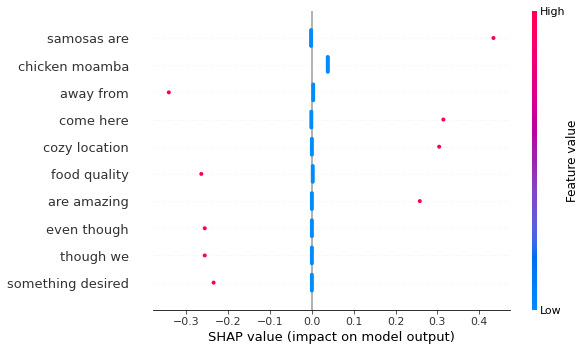 High
samosas are
chicken moamba
away from
come here
cozy location
food quality
are amazing
even though
though we
something desired
Low
Feature value
−0.3 −0.2 −0.1 0.0 0.1 0.2 0.3 0.4
SHAP value (impact on model output)